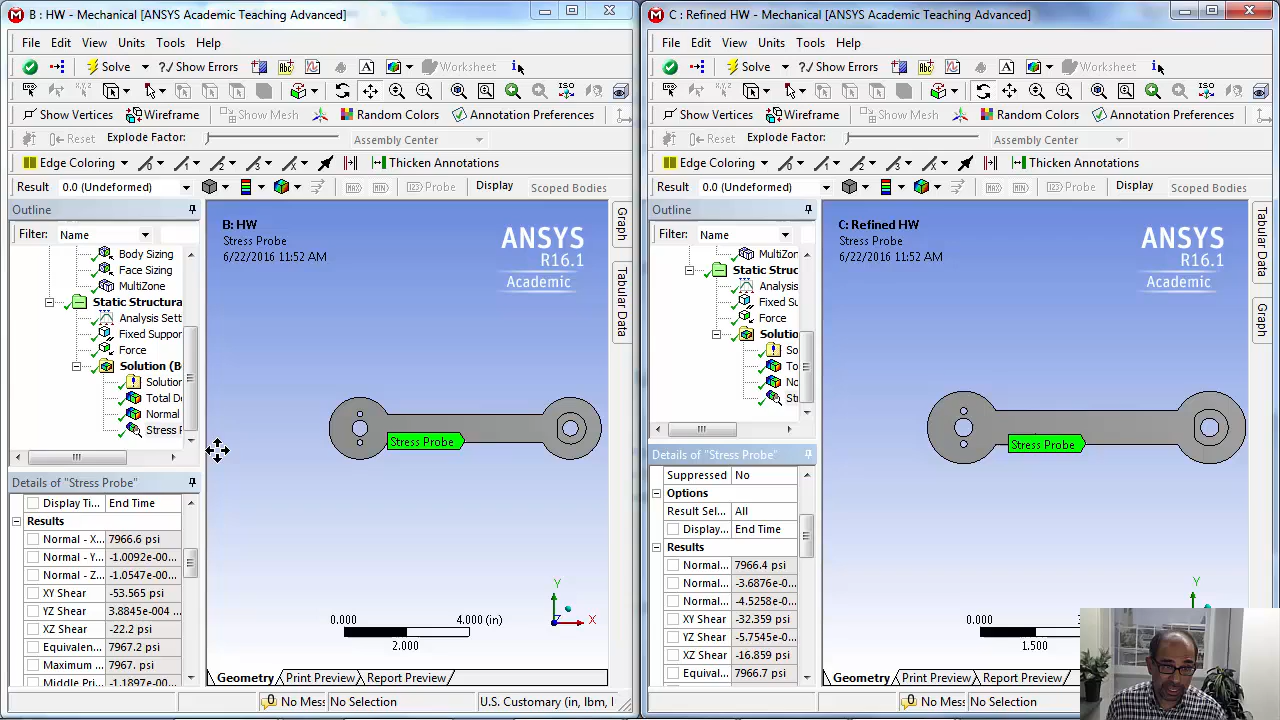 B : HW - Mechanical [ANSYS Academic Teaching Advanced]
File Edit View Units Tools Help
Solve ?/ Show Errors Worksheet
Show Vertices Wireframe Show Mesh Random Colors Annotation Preferences
Reset Explode Factor: Assembly Center
Edge Coloring Thicken Annotations
Result 0.0 (Undeformed) Probe Display Scoped Bodies
Outline
Filter: Name
Body Sizing
Face Sizing
MultiZone
Static Structura
Analysis Sett
Fixed Suppor
Force
Solution (B
Solution
Total D
Normal
Stress F
Details of "Stress Probe"
Display Ti... End Time
Results
Normal - X... 7966.6 psi
Normal - Y... -1.0092e-00...
Normal - Z... -1.0547e-00...
XY Shear -53.565 psi
YZ Shear 3.8845e-004
XZ Shear -22.2 psi
Equivalen... 7967.2 psi
Maximum ... 7967. psi
Middle Pri... -1.1897e-00...
B: HW
Stress Probe
6/22/2016 11:52 AM
ANSYS
R16.1
Academic
Stress Probe
Y
X
0.000 4.000 (in)
2.000
Geometry Print Preview Report Preview
Graph
Tabular Data
0 No Mess No Selection U.S. Customary (in, lbm, l
C : Refined HW - Mechanical [ANSYS Academic Teaching Advanced]
File Edit View Units Tools Help
Solve ?/ Show Errors Worksheet
Show Vertices Wireframe Show Mesh Random Colors Annotation Preferences
Reset Explode Factor: Assembly Center
Edge Coloring Thicken Annotations
Result 0.0 (Undeformed) Probe Display Scoped Bodies
Outline
Filter: Name
MultiZon
Static Struc
Analysis
Fixed Su
Force
Solutio
So
To
No
Str
Details of "Stress Probe"
Suppressed No
Options
Result Sel... All
Display... End Time
Results
Normal... 7966.4 psi
Normal... -3.6876e-0...
Normal... -4.5258e-0...
XY Shear -32.359 psi
YZ Shear -5.7545e-0...
XZ Shear -16.859 psi
Equival... 7966.7 psi
C: Refined HW
Stress Probe
6/22/2016 11:52 AM
ANSYS
R16.1
Academic
Stress Probe
Y
0.000
1.500
Geometry Print Preview Report Preview
Tabular Data
Graph
0 No Mess No Selection